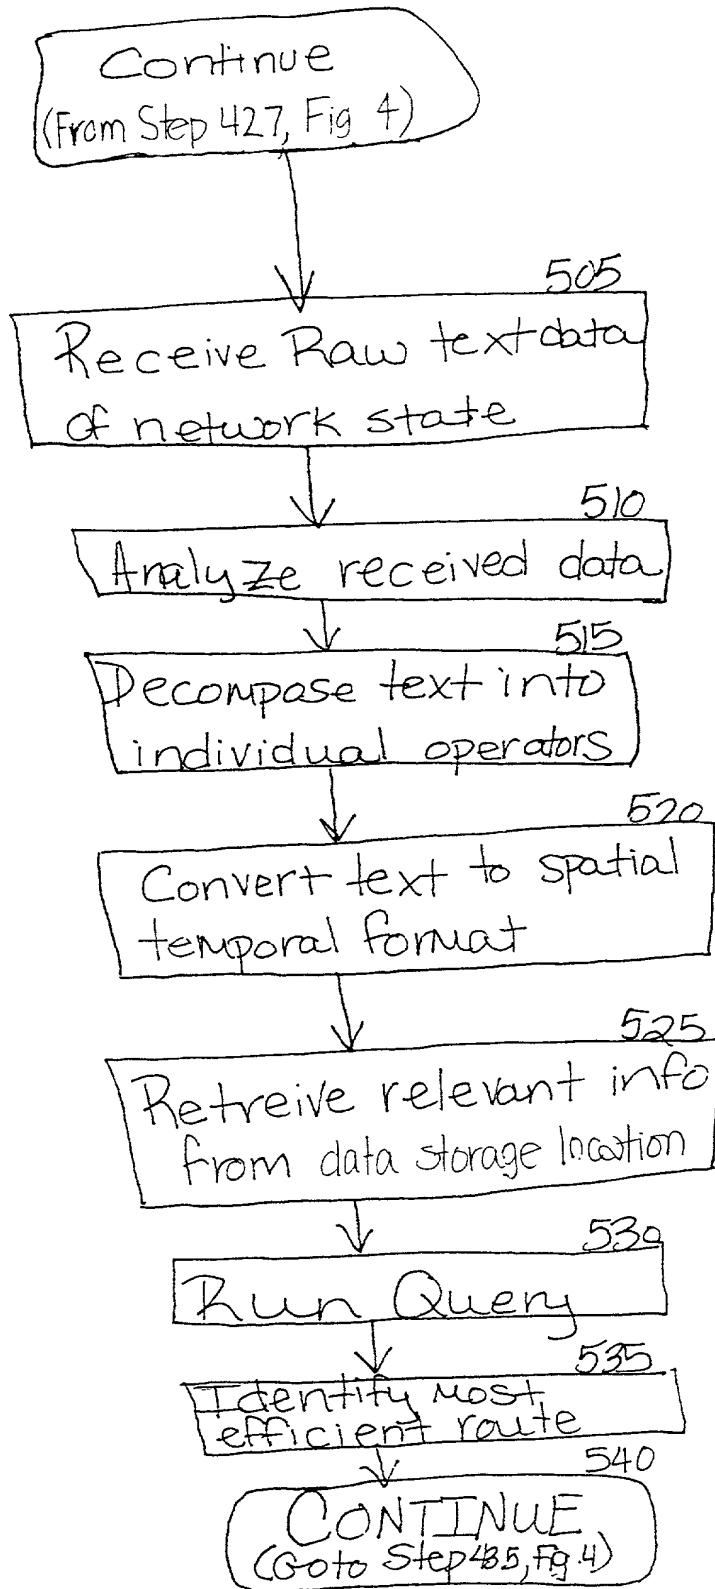 Continue
(From Step 427, Fig 4)
505
Receive Raw text data
of network state
510
Analyze received data
515
Decompose text into
individual operators
520
Convert text to spatial
temporal format
525
Retreive relevant info
from data storage location
530
Run Query
535
Identify most
efficient route
540
CONTINUE
(Goto Step 435, Fig. 4)